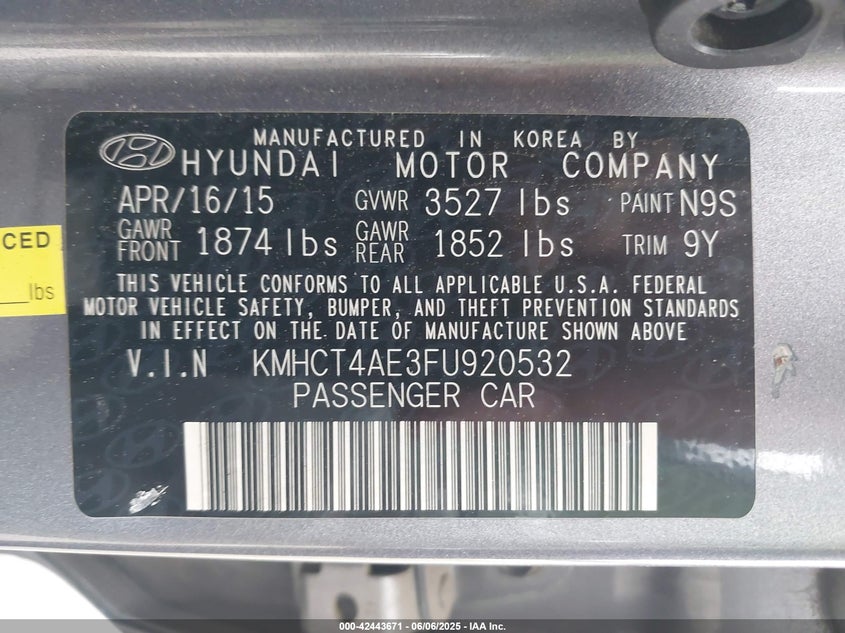 MANUFACTURED IN KOREA BY
HYUNDAI MOTOR COMPANY
APR/16/15 GVWR 3527 lbs PAINT N9S
GAWR FRONT 1874 lbs GAWR REAR 1852 lbs TRIM 9Y
THIS VEHICLE CONFORMS TO ALL APPLICABLE U.S.A. FEDERAL
MOTOR VEHICLE SAFETY, BUMPER, AND THEFT PREVENTION STANDARDS
IN EFFECT ON THE DATE OF MANUFACTURE SHOWN ABOVE
V.I.N KMHCT4AE3FU920532
PASSENGER CAR
CED
lbs
000-42443671 - 06/06/2025 - IAA Inc.